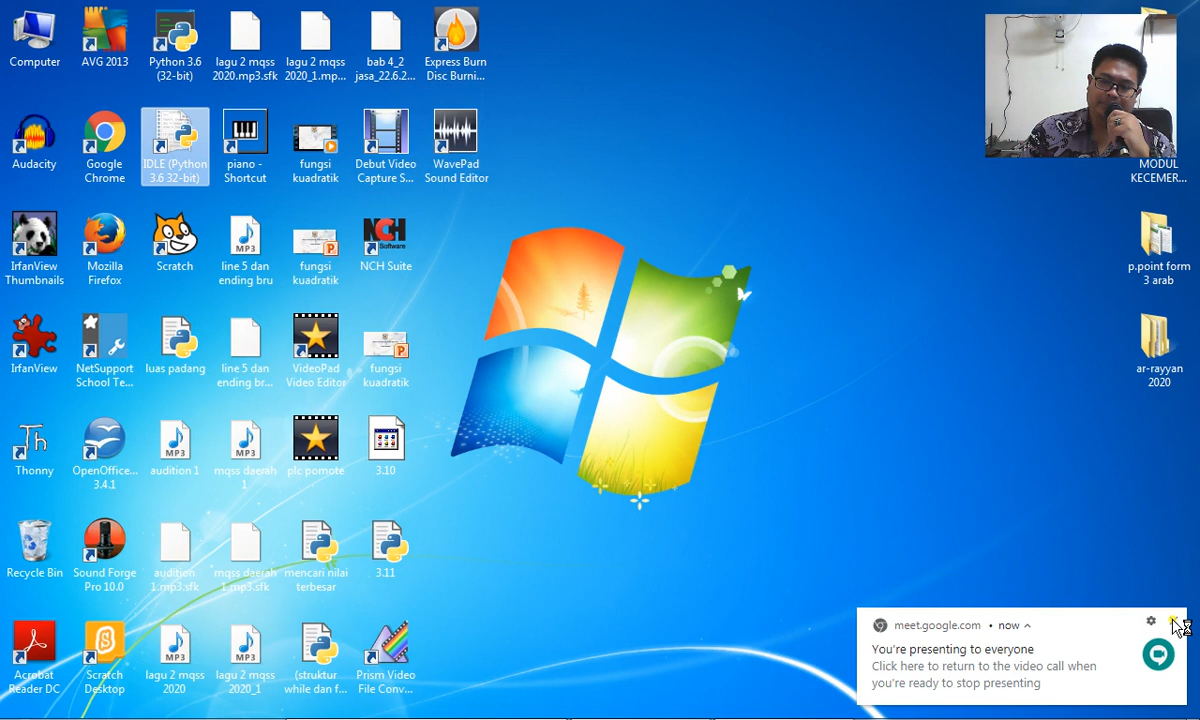 Computer
AVG 2013
Python 3.6
(32-bit)
lagu 2 mqss
2020.mp3.sfk
lagu 2 mqss
2020_1.mp...
bab 4_2
jasa_22.6.2...
Express Burn
Disc Burni...
Audacity
Google
Chrome
IDLE (Python
3.6 32-bit)
piano -
Shortcut
fungsi
kuadratik
Debut Video
Capture S...
WavePad
Sound Editor
MODUL
KECEMER...
IrfanView
Thumbnails
Mozilla
Firefox
Scratch
MP3
line 5 dan
ending bru
fungsi
kuadratik
NCH
Software
NCH Suite
p.point form
3 arab
IrfanView
NetSupport
School Te...
luas padang
line 5 dan
ending br...
VideoPad
Video Editor
fungsi
kuadratik
ar-rayyan
2020
Th
Thonny
OpenOffice...
3.4.1
MP3
audition 1
MP3
mqss daerah
1
plc pomote
3.10
Recycle Bin
Sound Forge
Pro 10.0
audition
1.mp3.sfk
mqss daerah
1.mp3.sfk
mencari nilai
terbesar
3.11
Acrobat
Reader DC
Scratch
Desktop
MP3
lagu 2 mqss
2020
MP3
lagu 2 mqss
2020_1
(struktur
while dan f...
Prism Video
File Conv...
meet.google.com • now
You're presenting to everyone
Click here to return to the video call when
you're ready to stop presenting